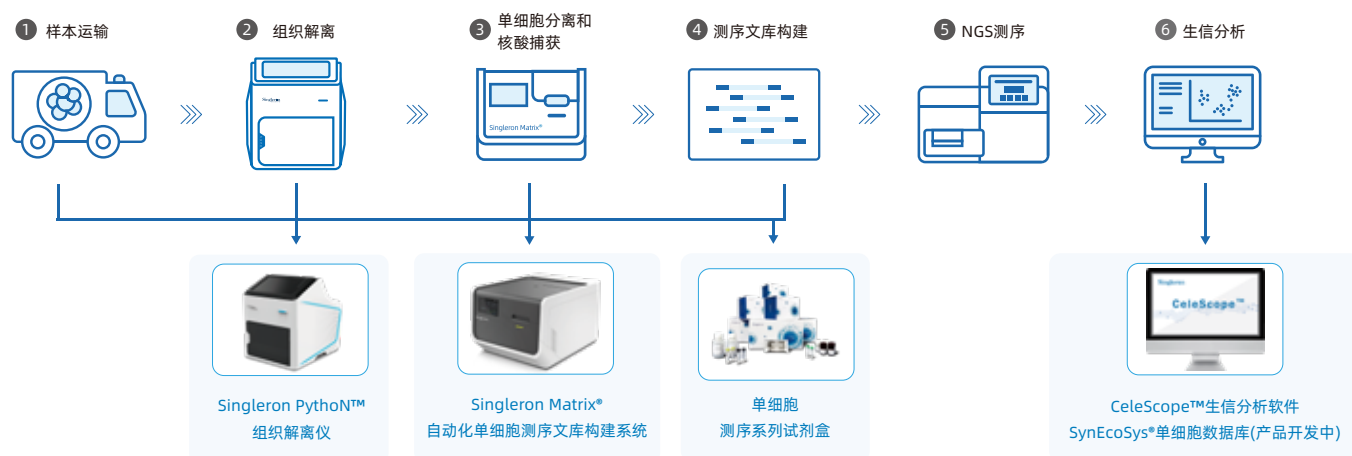 1 样本运输
2 组织解离
3 单细胞分离和
核酸捕获
4 测序文库构建
5 NGS测序
6 生信分析
Singleron
Singleron Matrix®
Singleron
CeleScope™
Singleron PythoN™
组织解离仪
Singleron Matrix®
自动化单细胞测序文库构建系统
单细胞
测序系列试剂盒
CeleScope™生信分析软件
SynEcoSys®单细胞数据库(产品开发中)